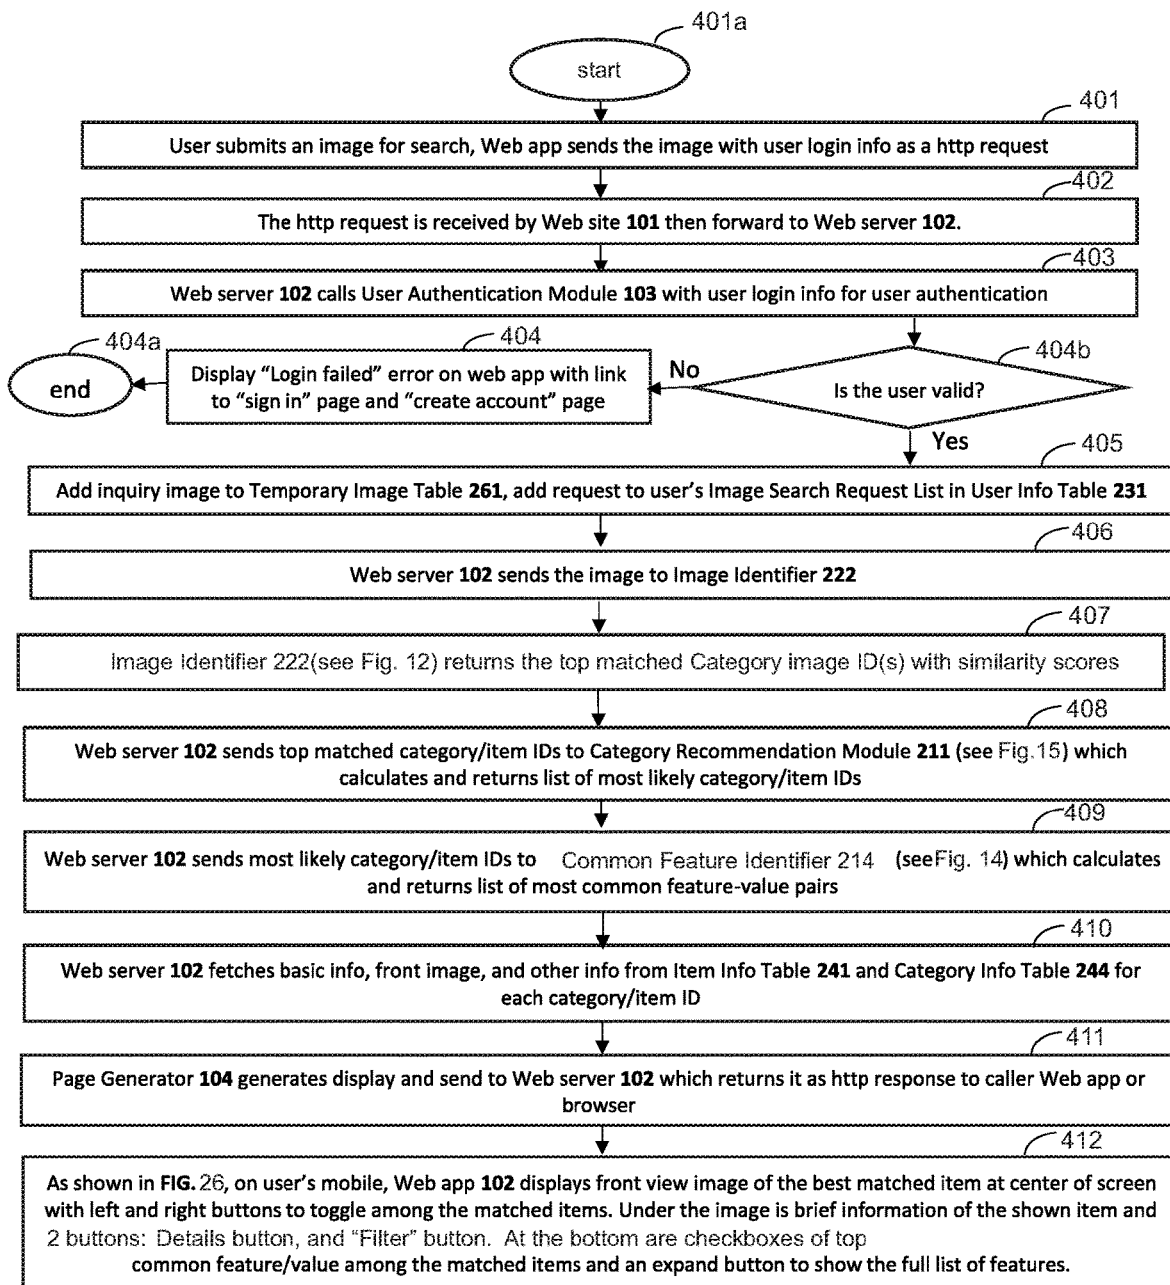 401a
start
401
User submits an image for search, Web app sends the image with user login info as a http request
402
The http request is received by Web site 101 then forward to Web server 102.
403
Web server 102 calls User Authentication Module 103 with user login info for user authentication
404a
404
404b
end
Display “Login failed” error on web app with link
to “sign in” page and “create account” page
No
Is the user valid?
Yes
405
Add inquiry image to Temporary Image Table 261, add request to user’s Image Search Request List in User Info Table 231
406
Web server 102 sends the image to Image Identifier 222
407
Image Identifier 222(see Fig. 12) returns the top matched Category image ID(s) with similarity scores
408
Web server 102 sends top matched category/item IDs to Category Recommendation Module 211 (see Fig.15) which
calculates and returns list of most likely category/item IDs
409
Web server 102 sends most likely category/item IDs to Common Feature Identifier 214 (see Fig. 14) which calculates
and returns list of most common feature-value pairs
410
Web server 102 fetches basic info, front image, and other info from Item Info Table 241 and Category Info Table 244 for
each category/item ID
411
Page Generator 104 generates display and send to Web server 102 which returns it as http response to caller Web app or
browser
412
As shown in FIG. 26, on user’s mobile, Web app 102 displays front view image of the best matched item at center of screen
with left and right buttons to toggle among the matched items. Under the image is brief information of the shown item and
2 buttons: Details button, and “Filter” button. At the bottom are checkboxes of top
common feature/value among the matched items and an expand button to show the full list of features.